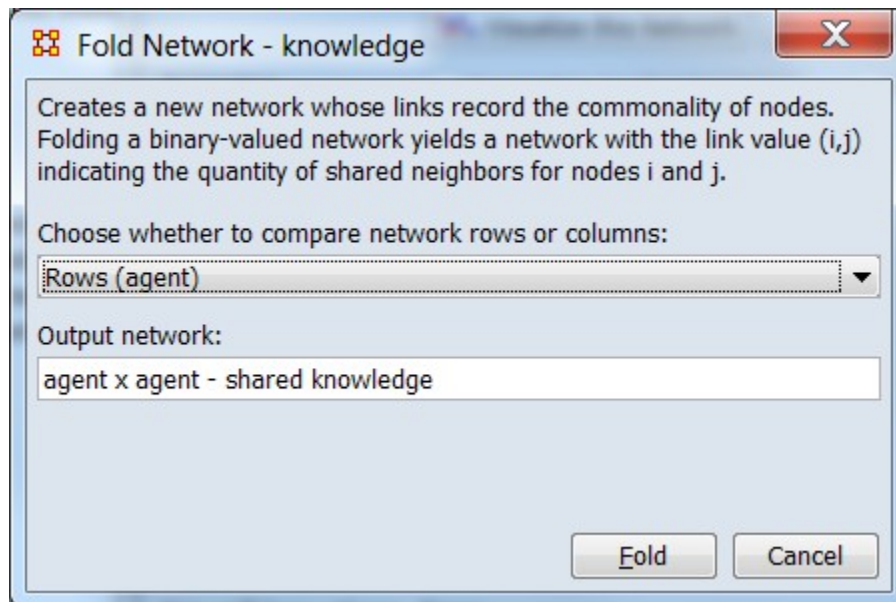 Fold Network - knowledge
Creates a new network whose links record the commonality of nodes.
Folding a binary-valued network yields a network with the link value (i,j)
indicating the quantity of shared neighbors for nodes i and j.
Choose whether to compare network rows or columns:
Rows (agent)
Output network:
agent x agent - shared knowledge
Fold
Cancel